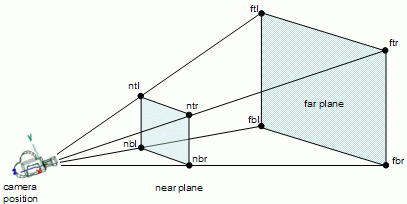 ftl
ftr
ntl
ntr
far plane
fbl
nbl
nbr
fbr
camera
position
near plane